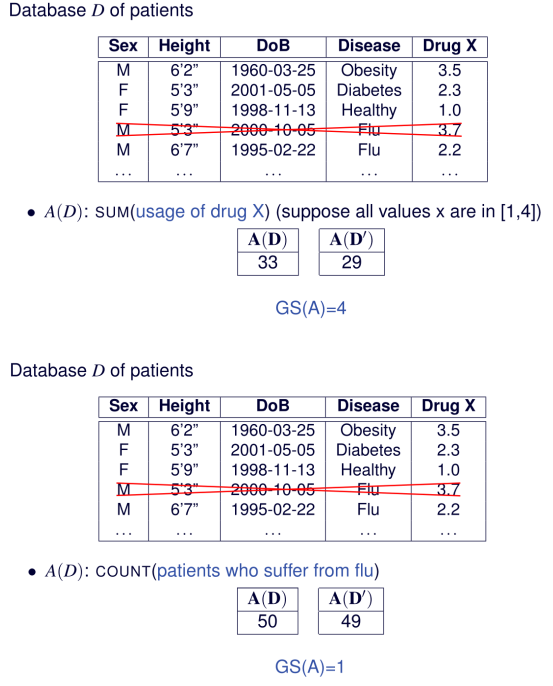 Database D of patients
Sex Height DoB Disease Drug X
M 6'2" 1960-03-25 Obesity 3.5
F 5'3" 2001-05-05 Diabetes 2.3
F 5'9" 1998-11-13 Healthy 1.0
M 5'3" 2000-10-05 Flu 3.7
M 6'7" 1995-02-22 Flu 2.2
... ... ... ... ...
• A(D): SUM(usage of drug X) (suppose all values x are in [1,4])
A(D) A(D′)
33 29
GS(A)=4
Database D of patients
Sex Height DoB Disease Drug X
M 6'2" 1960-03-25 Obesity 3.5
F 5'3" 2001-05-05 Diabetes 2.3
F 5'9" 1998-11-13 Healthy 1.0
M 5'3" 2000-10-05 Flu 3.7
M 6'7" 1995-02-22 Flu 2.2
... ... ... ... ...
• A(D): COUNT(patients who suffer from flu)
A(D) A(D′)
50 49
GS(A)=1